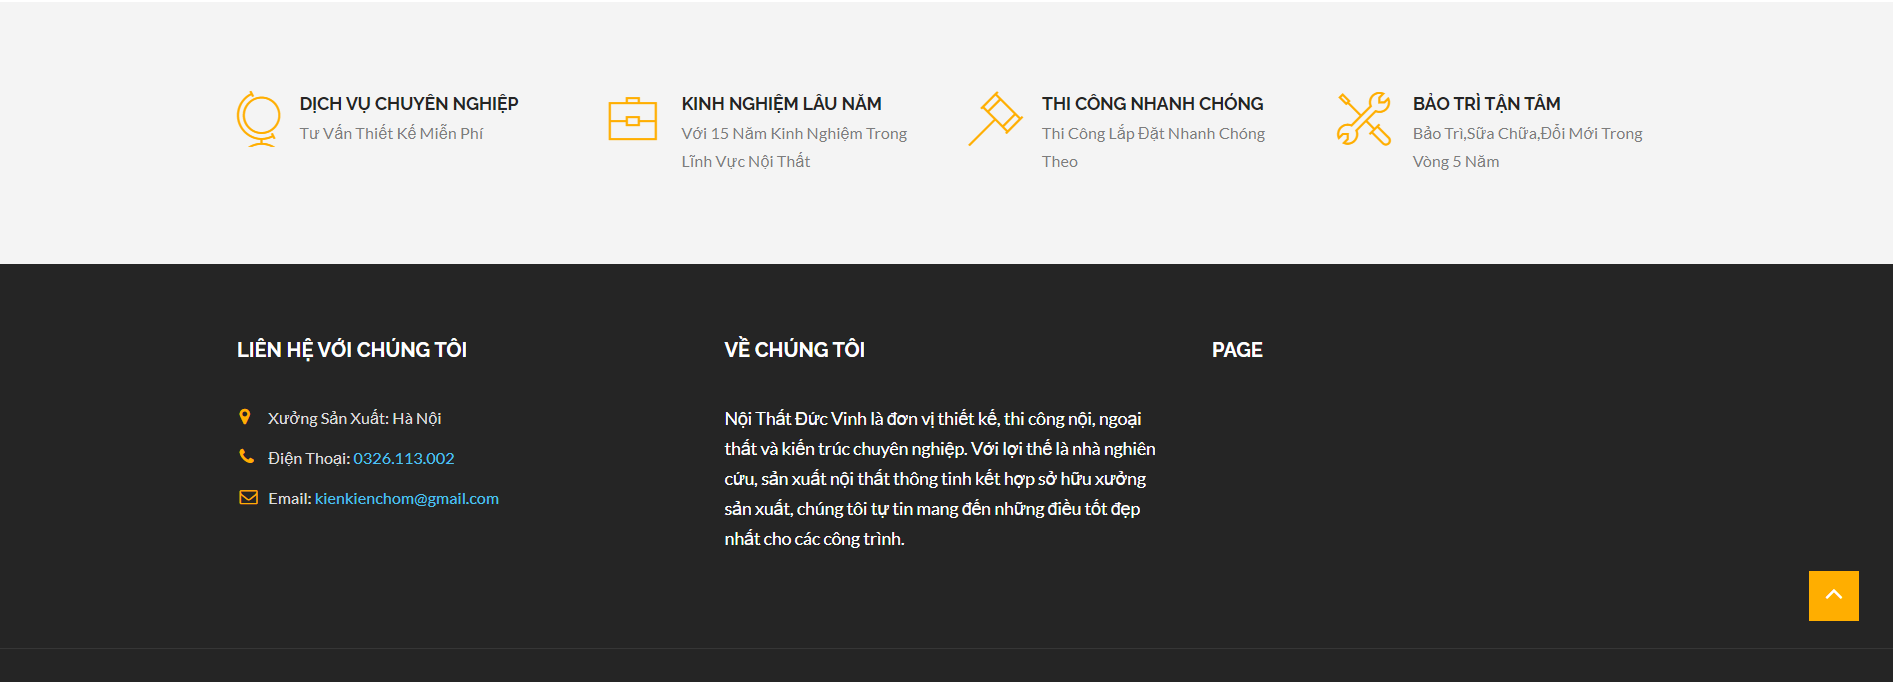 DỊCH VỤ CHUYÊN NGHIỆP
Tư Vấn Thiết Kế Miễn Phí
KINH NGHIỆM LÂU NĂM
Với 15 Năm Kinh Nghiệm Trong
Lĩnh Vực Nội Thất
THI CÔNG NHANH CHÓNG
Thi Công Lắp Đặt Nhanh Chóng
Theo
BẢO TRÌ TẬN TÂM
Bảo Trì,Sữa Chữa,Đổi Mới Trong
Vòng 5 Năm
LIÊN HỆ VỚI CHÚNG TÔI
Xưởng Sản Xuất: Hà Nội
Điện Thoại: 0326.113.002
Email: kienkienchom@gmail.com
VỀ CHÚNG TÔI
Nội Thất Đức Vinh là đơn vị thiết kế, thi công nội, ngoại
thất và kiến trúc chuyên nghiệp. Với lợi thế là nhà nghiên
cứu, sản xuất nội thất thông tinh kết hợp sở hữu xưởng
sản xuất, chúng tôi tự tin mang đến những điều tốt đẹp
nhất cho các công trình.
PAGE